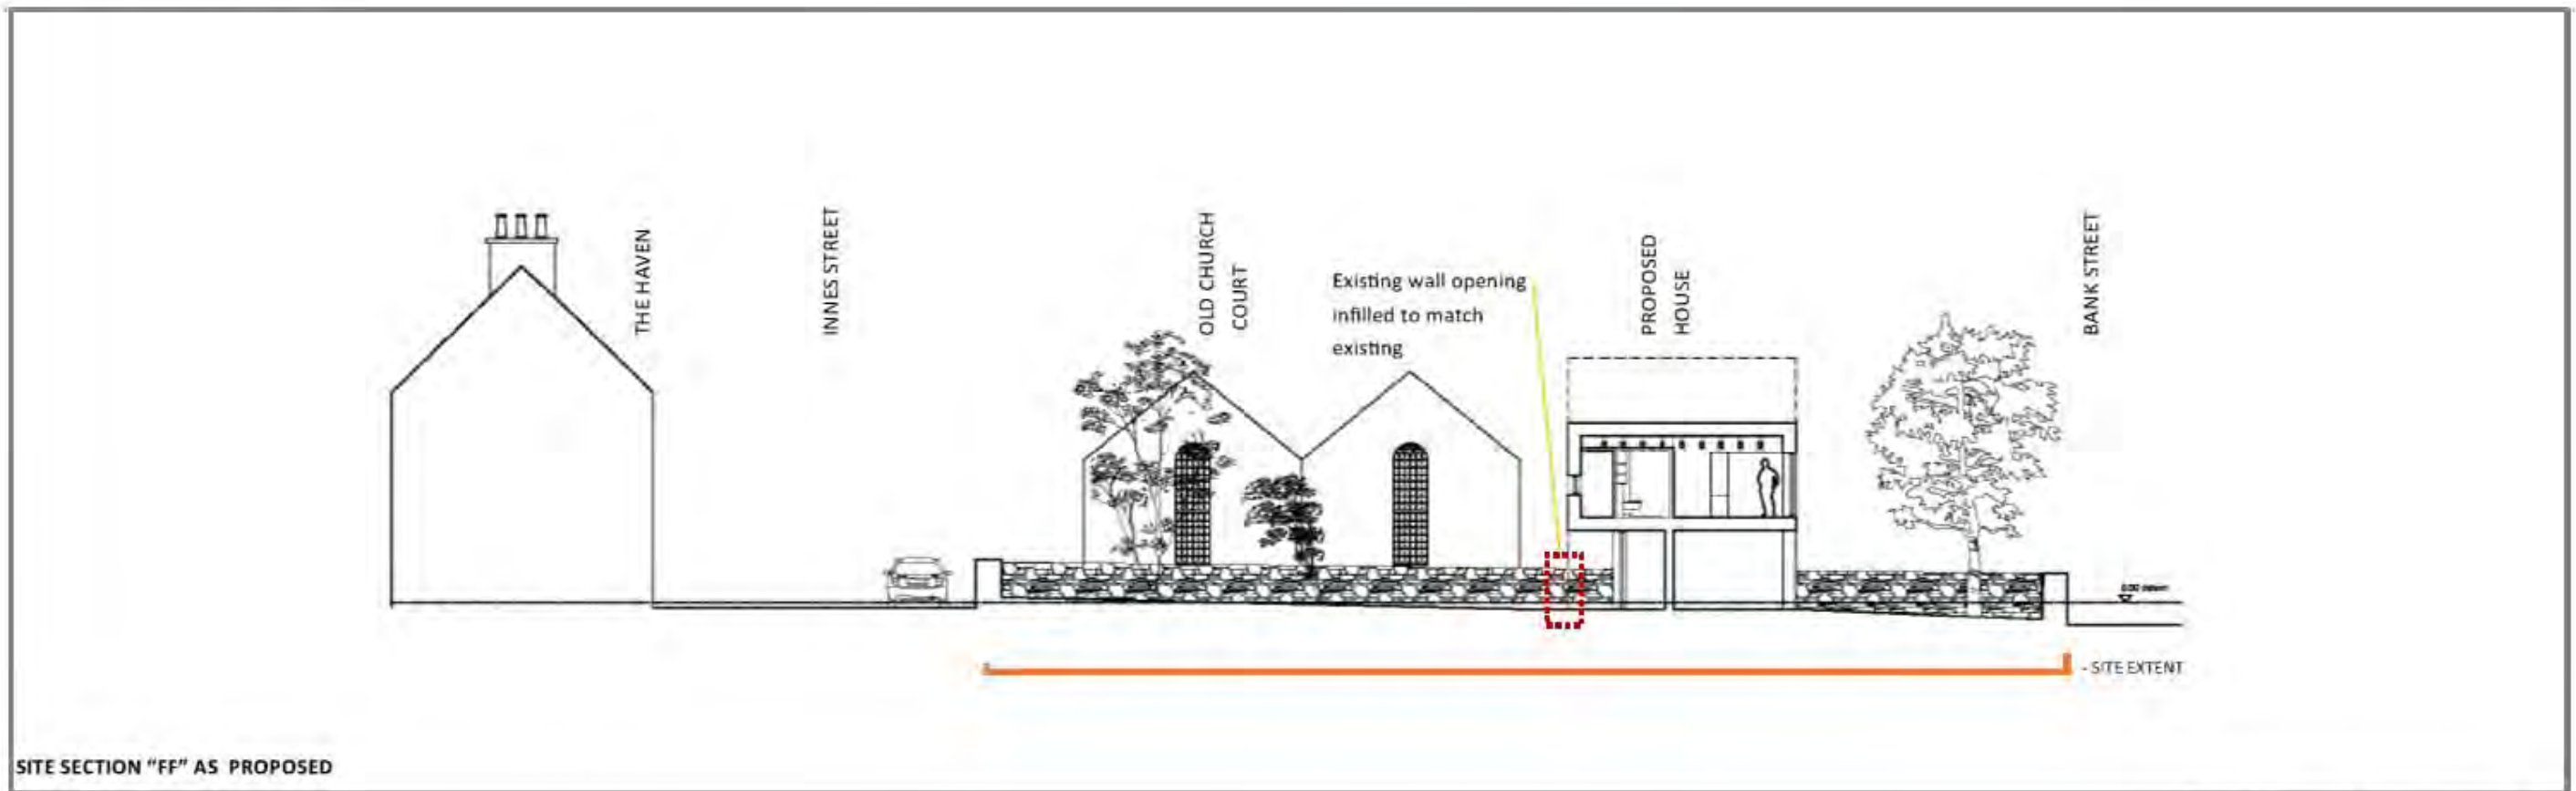 THE HAVEN
INNES STREET
OLD CHURCH
COURT
Existing wall opening
infilled to match
existing
PROPOSED
HOUSE
BANK STREET
- SITE EXTENT
SITE SECTION "FF" AS PROPOSED